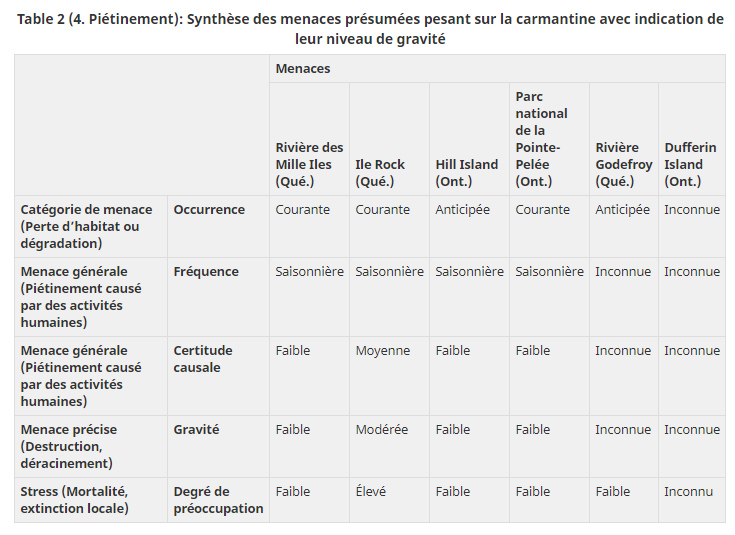 Table 2 (4. Piétinement): Synthèse des menaces présumées pesant sur la carmantine avec indication de
leur niveau de gravité
Menaces
Rivière des Mille Iles (Qué.) Ile Rock (Qué.) Hill Island (Ont.) Parc national de la Pointe-Pelée (Ont.) Rivière Godefroy (Qué.) Dufferin Island (Ont.)
Catégorie de menace (Perte d’habitat ou dégradation) Occurrence Courante Courante Anticipée Courante Anticipée Inconnue
Menace générale (Piétinement causé par des activités humaines) Fréquence Saisonnière Saisonnière Saisonnière Saisonnière Inconnue Inconnue
Menace générale (Piétinement causé par des activités humaines) Certitude causale Faible Moyenne Faible Faible Inconnue Inconnue
Menace précise (Destruction, déracinement) Gravité Faible Modérée Faible Faible Inconnue Inconnue
Stress (Mortalité, extinction locale) Degré de préoccupation Faible Élevé Faible Faible Faible Inconnu